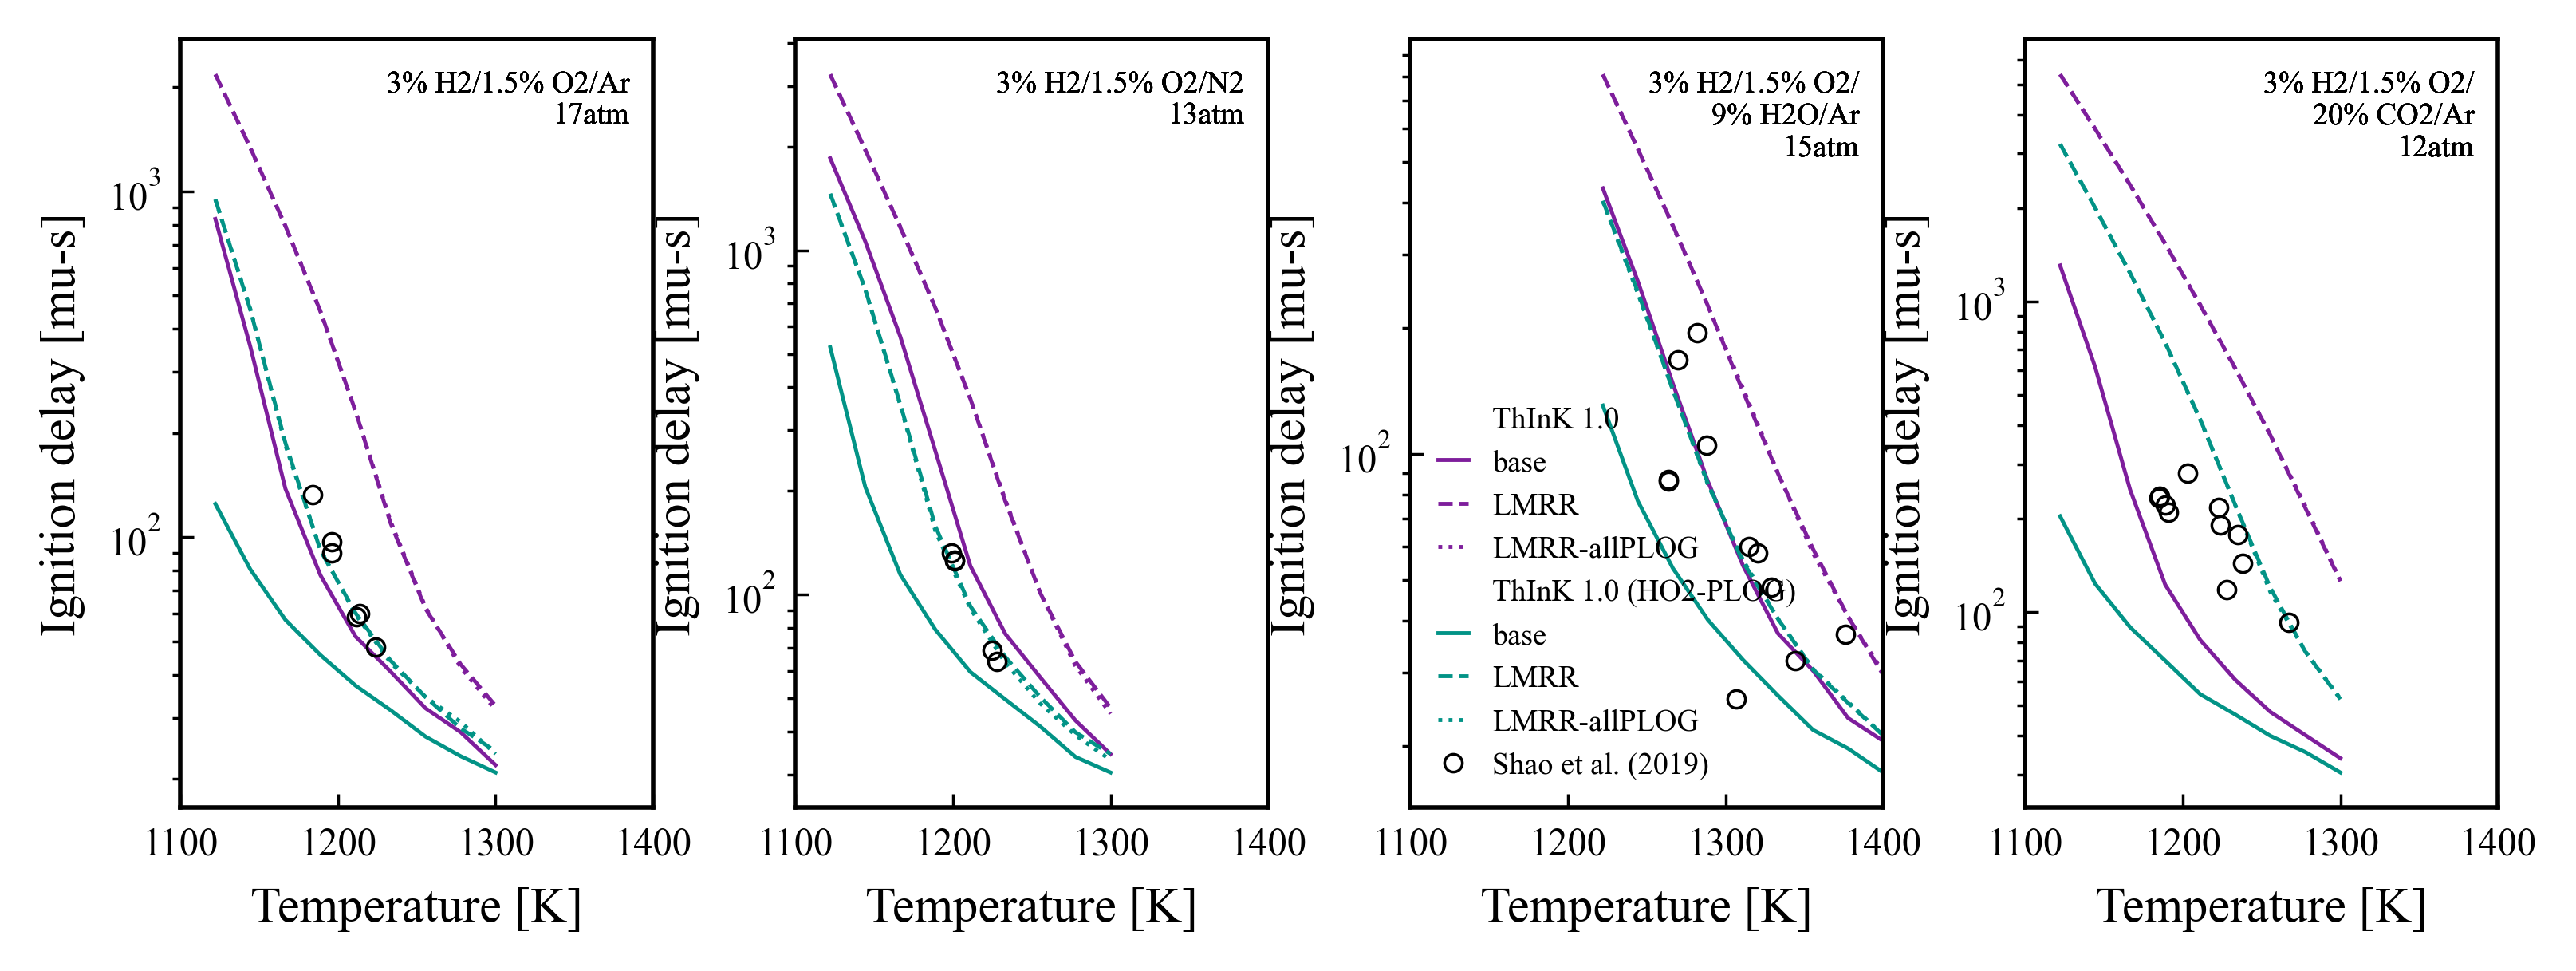 Ignition delay [mu-s]
10^3
10^2
3% H2/1.5% O2/Ar
17atm
1100 1200 1300 1400
Temperature [K]
Ignition delay [mu-s]
10^3
10^2
3% H2/1.5% O2/N2
13atm
1100 1200 1300 1400
Temperature [K]
Ignition delay [mu-s]
10^2
3% H2/1.5% O2/
9% H2O/Ar
15atm
ThInK 1.0
base
LMRR
LMRR-allPLOG
ThInK 1.0 (HO2-PLOG)
base
LMRR
LMRR-allPLOG
Shao et al. (2019)
1100 1200 1300 1400
Temperature [K]
Ignition delay [mu-s]
10^3
10^2
3% H2/1.5% O2/
20% CO2/Ar
12atm
1100 1200 1300 1400
Temperature [K]